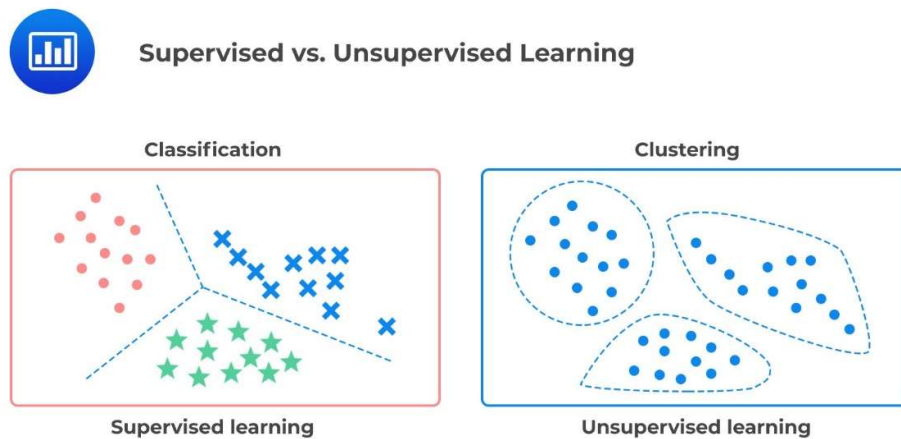 Supervised vs. Unsupervised Learning
Classification
Clustering
Supervised learning
Unsupervised learning